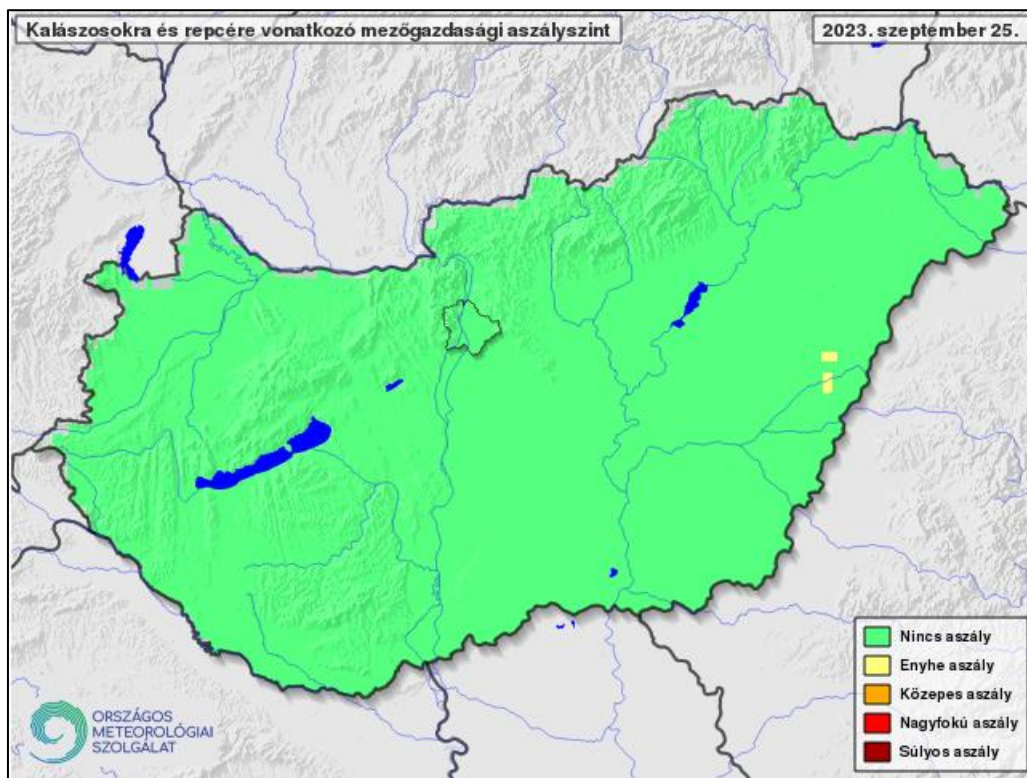 Kalászosokra és repcére vonatkozó mezőgazdasági aszályszint
2023. szeptember 25.
Nincs aszály
Enyhe aszály
Közepes aszály
Nagyfokú aszály
Súlyos aszály
ORSZÁGOS
METEOROLÓGIAI
SZOLGÁLAT